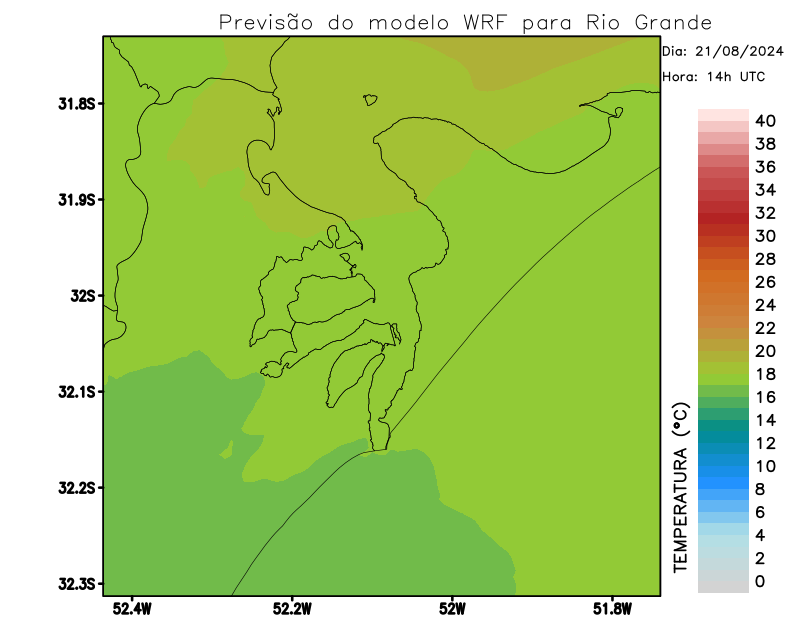 Previsão do modelo WRF para Rio Grande
Dia: 21/08/2024
Hora: 14h UTC
31.8S
31.9S
32S
32.1S
32.2S
32.3S
52.4W
52.2W
52W
51.8W
TEMPERATURA (°C)
40
38
36
34
32
30
28
26
24
22
20
18
16
14
12
10
8
6
4
2
0